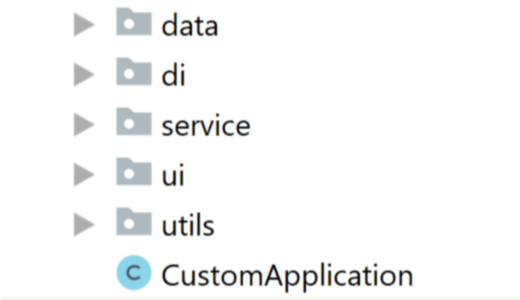 data
di
service
ui
utils
C CustomApplication